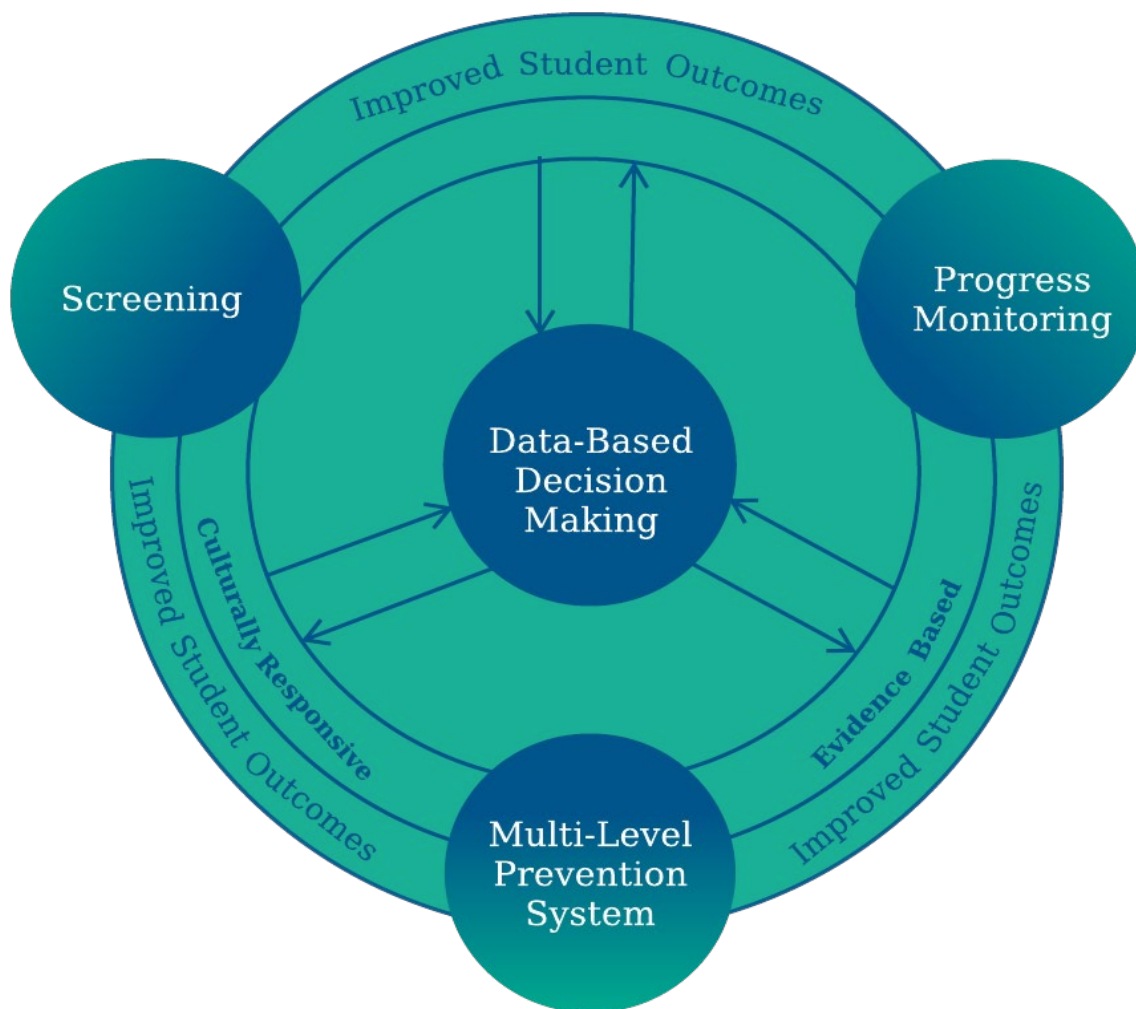 Improved Student Outcomes
Screening
Progress
Monitoring
Data-Based
Decision
Making
Improved Student Outcomes
Culturally Responsive
Evidence Based
Improved Student Outcomes
Multi-Level
Prevention
System